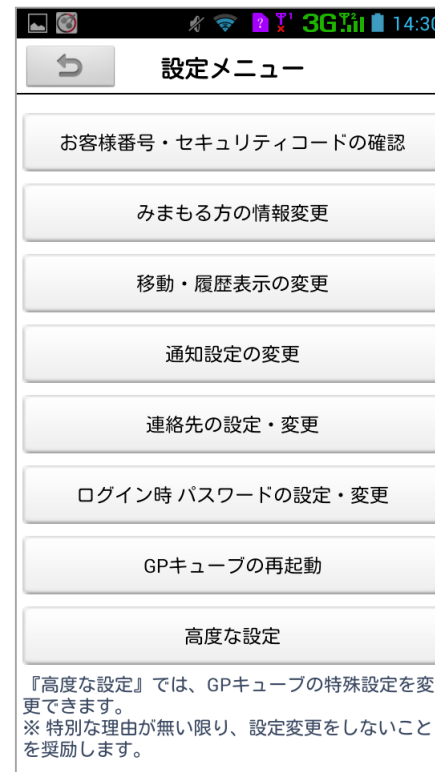 3G 14:30
設定メニュー
お客様番号・セキュリティコードの確認
みまもる方の情報変更
移動・履歴表示の変更
通知設定の変更
連絡先の設定・変更
ログイン時 パスワードの設定・変更
GPキューブの再起動
高度な設定
『高度な設定』では、GPキューブの特殊設定を変
更できます。
※ 特別な理由が無い限り、設定変更をしないこと
を奨励します。